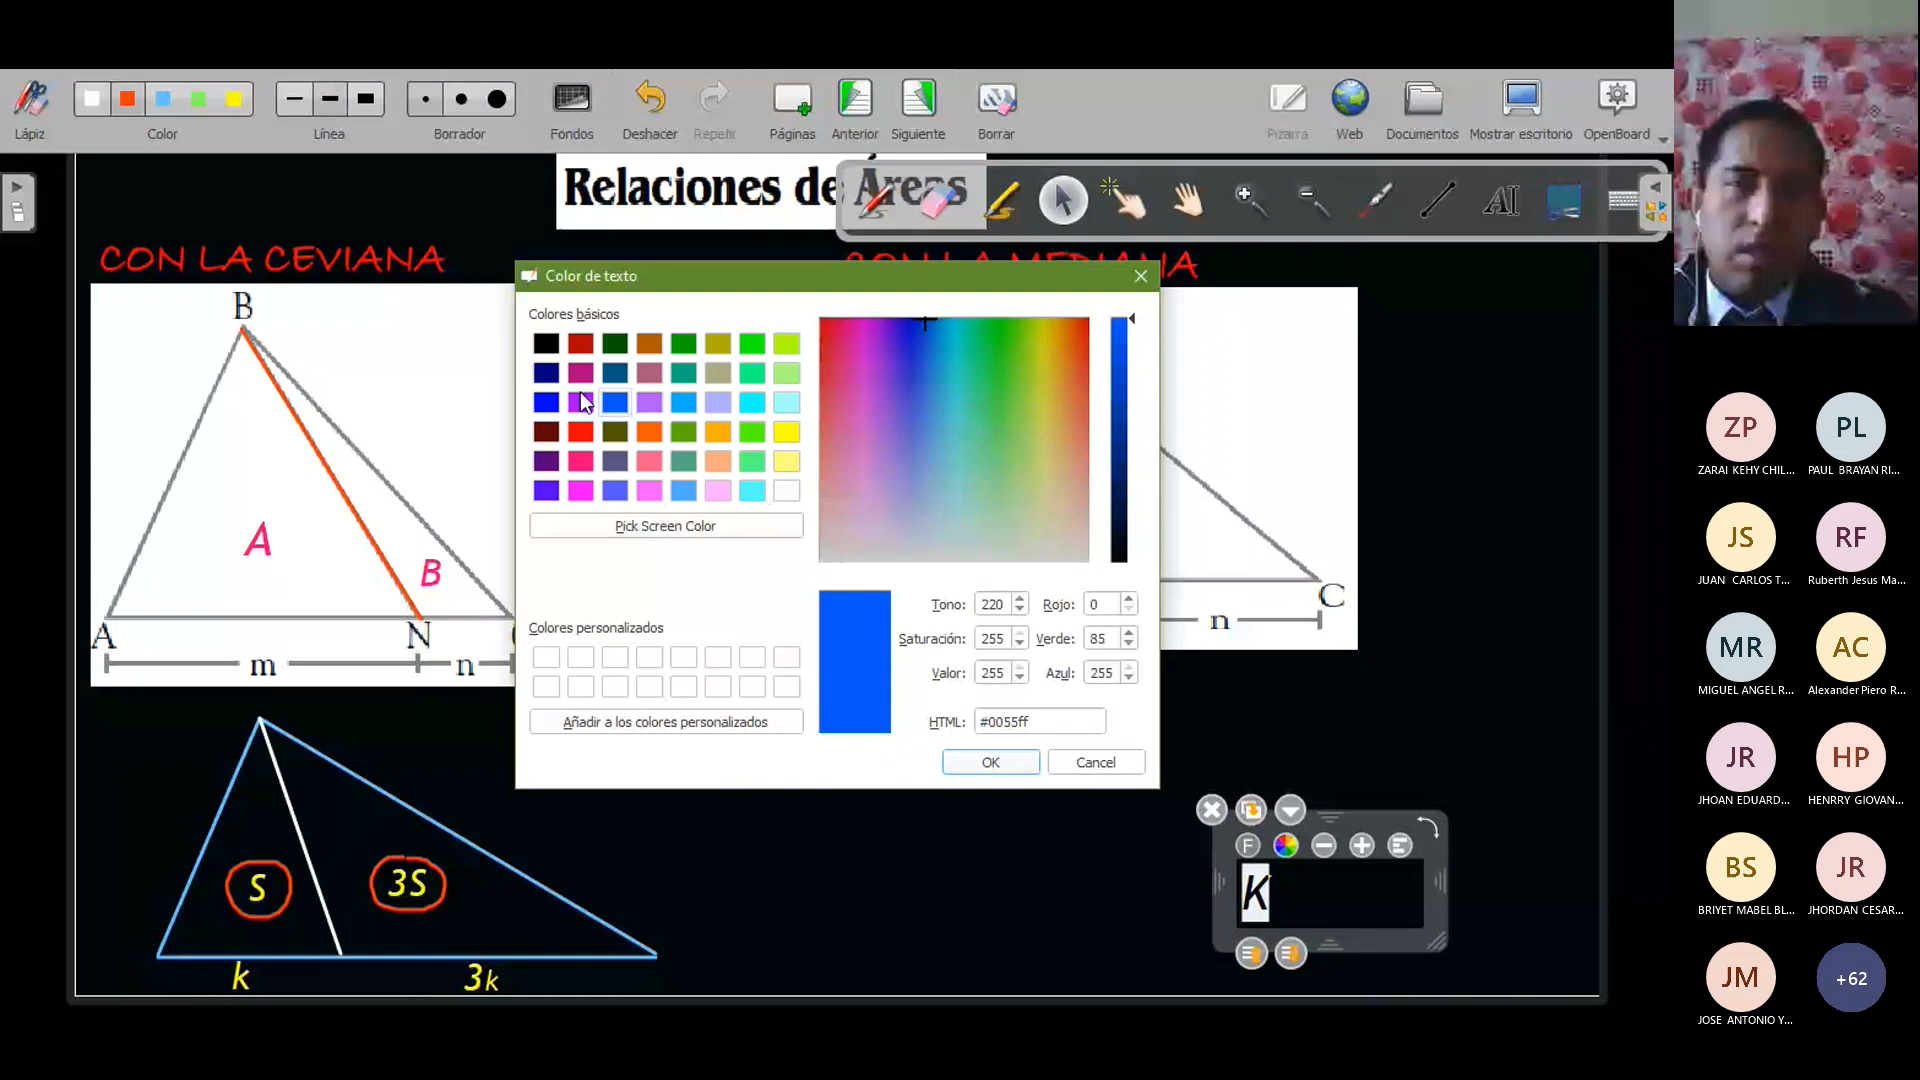 Lápiz
Color
Línea
Borrador
Fondos
Deshacer
Repetir
Páginas
Anterior
Siguiente
Borrar
Pizarra
Web
Documentos
Mostrar escritorio
OpenBoard
Relaciones de Áreas
AI
CON LA CEVIANA
CON LA MEDIANA
B
A
B
A
N
m
n
C
n
S
3S
k
3k
Color de texto
Colores básicos
Pick Screen Color
Colores personalizados
Añadir a los colores personalizados
Tono: 220
Rojo: 0
Saturación: 255
Verde: 85
Valor: 255
Azul: 255
HTML: #0055ff
OK
Cancel
F
K
ZP
ZARAI KEHY CHIL...
PL
PAUL BRAYAN RI...
JS
JUAN CARLOS T...
RF
Ruberth Jesus Ma...
MR
MIGUEL ANGEL R...
AC
Alexander Piero R...
JR
JHOAN EDUARD...
HP
HENRRY GIOVAN...
BS
BRIYET MABEL BL...
JR
JHORDAN CESAR...
JM
JOSE ANTONIO Y...
+62